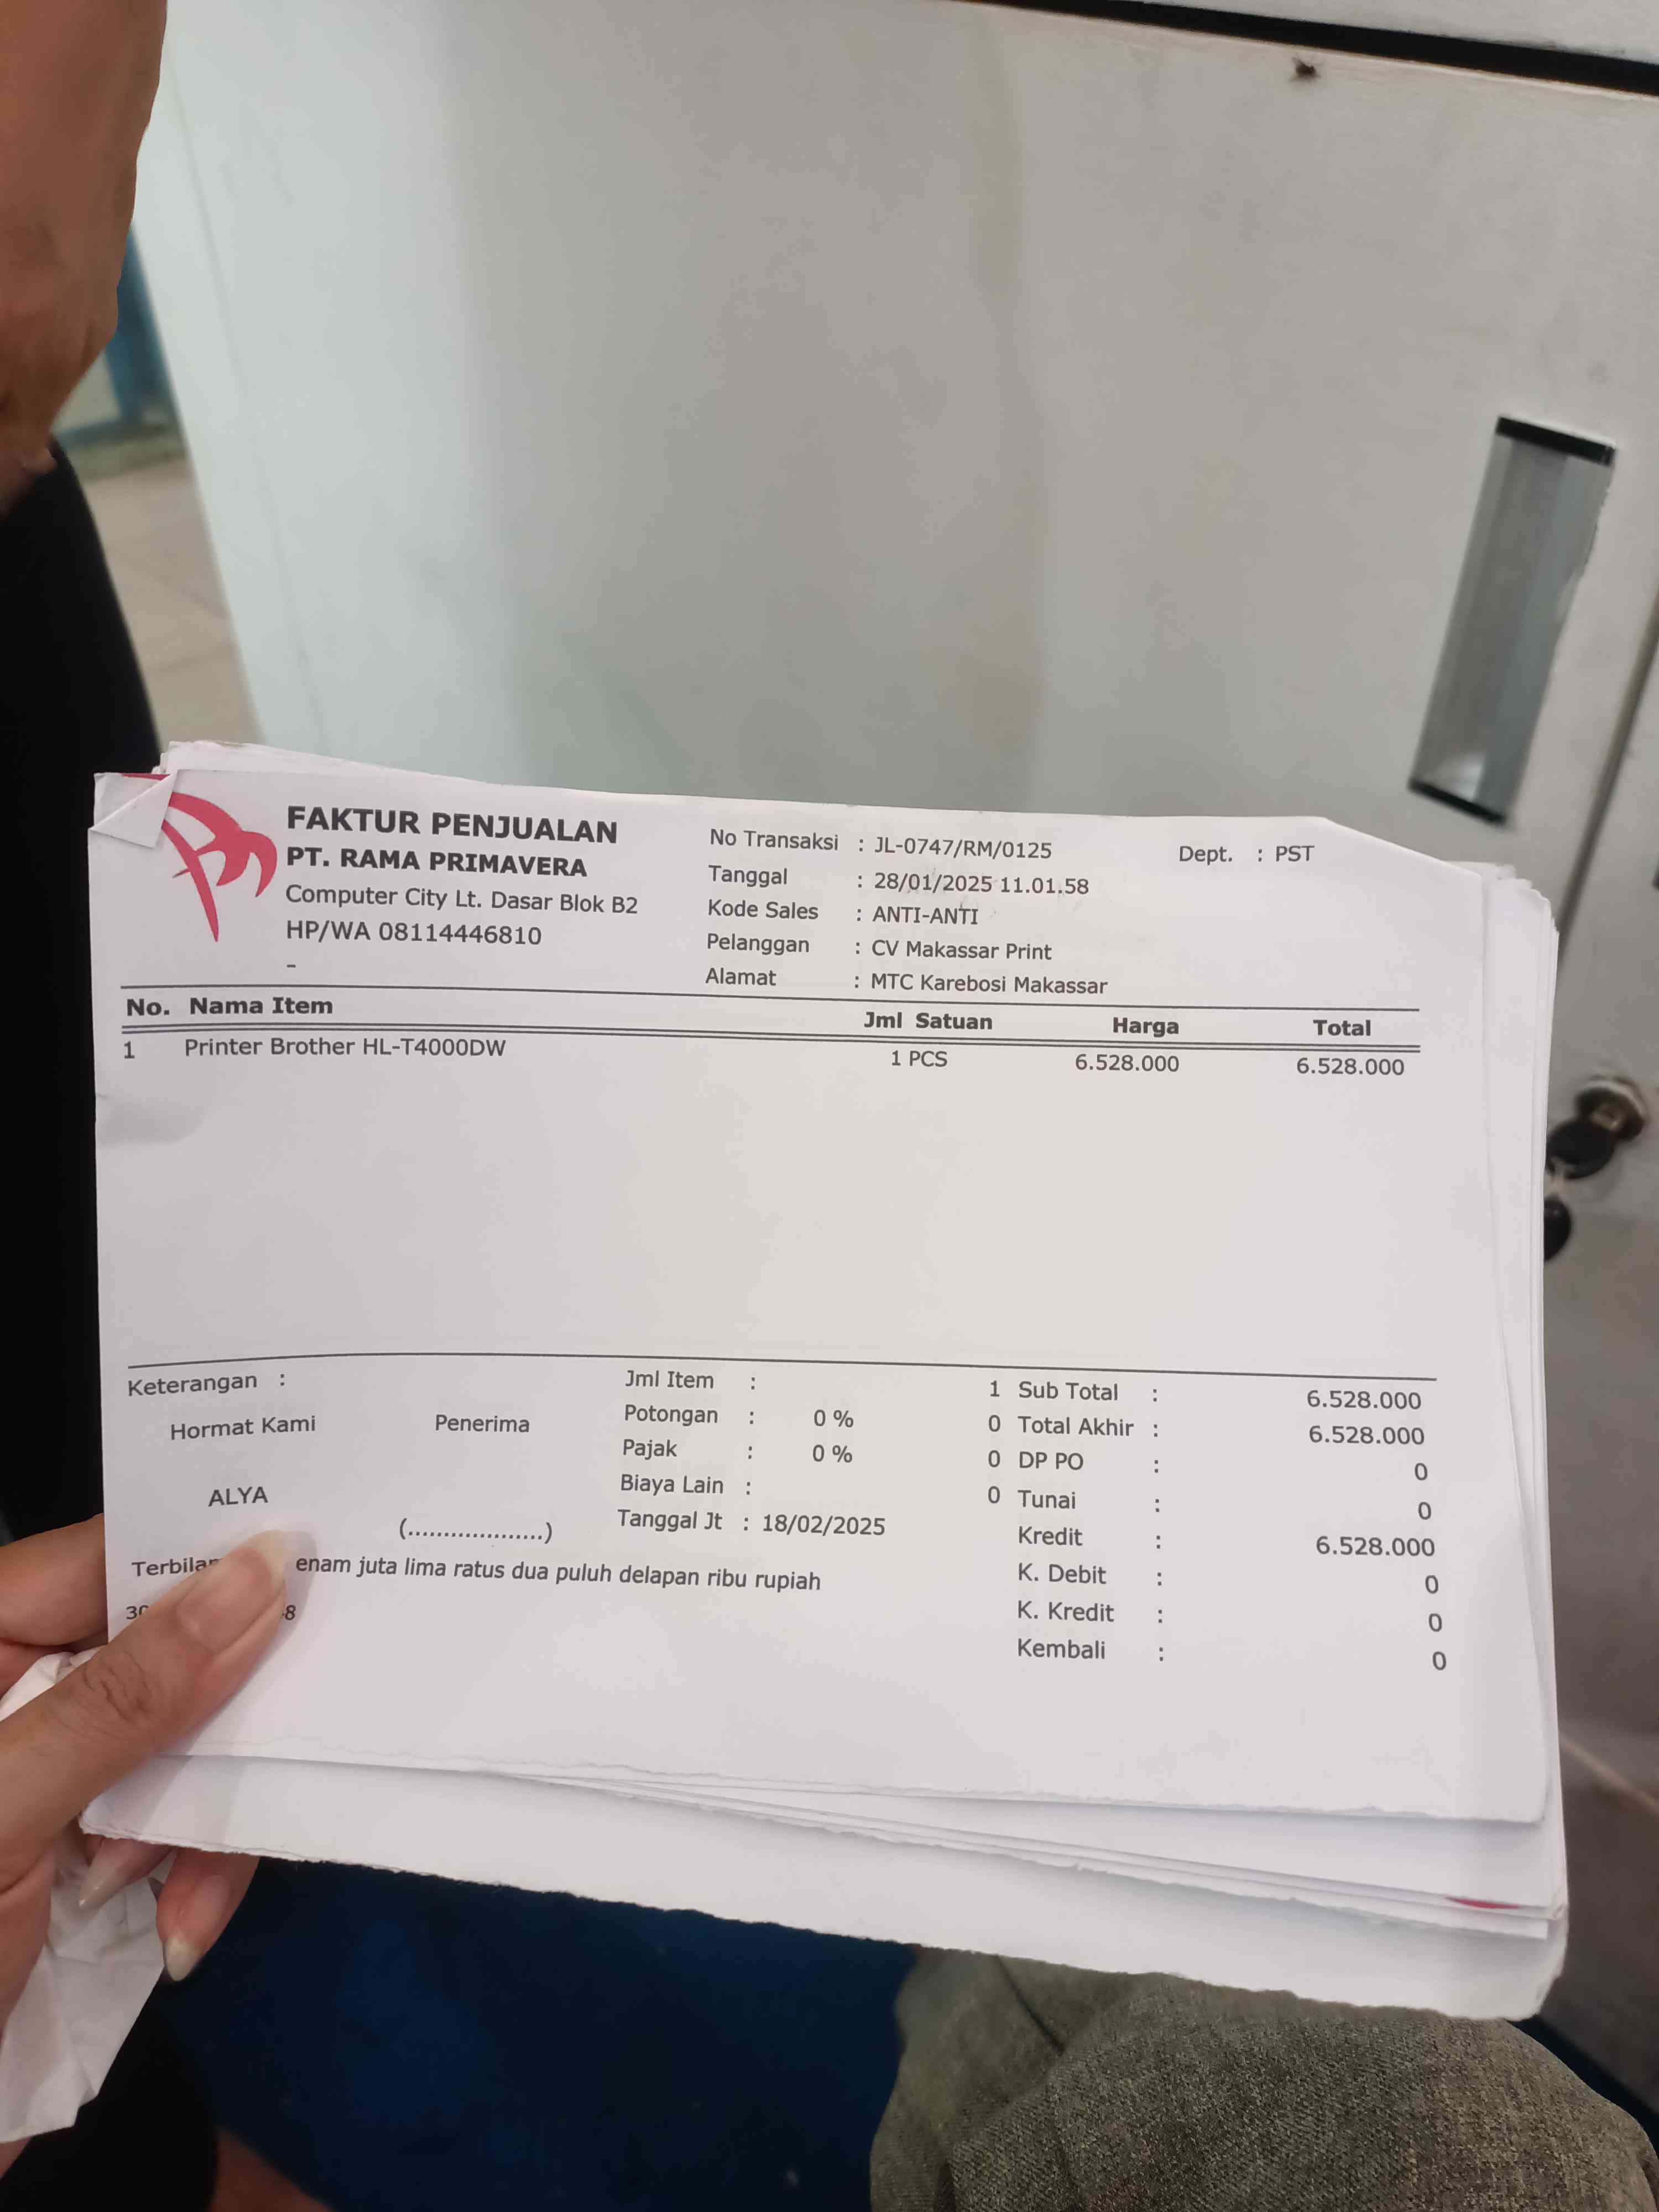 FAKTUR PENJUALAN
PT. RAMA PRIMAVERA
Computer City Lt. Dasar Blok B2
HP/WA 08114446810
-
No Transaksi : JL-0747/RM/0125
Dept. : PST
Tanggal : 28/01/2025 11.01.58
Kode Sales : ANTI-ANTI
Pelanggan : CV Makassar Print
Alamat : MTC Karebosi Makassar
No. Nama Item Jml Satuan Harga Total
1 Printer Brother HL-T4000DW 1 PCS 6.528.000 6.528.000
Keterangan :
Hormat Kami Penerima
ALYA
(...................)
Jml Item : 1
Potongan : 0 % 0
Pajak : 0 % 0
Biaya Lain : 0
Tanggal Jt : 18/02/2025
Sub Total : 6.528.000
Total Akhir : 6.528.000
DP PO : 0
Tunai : 0
Kredit : 6.528.000
K. Debit : 0
K. Kredit : 0
Kembali : 0
enam juta lima ratus dua puluh delapan ribu rupiah